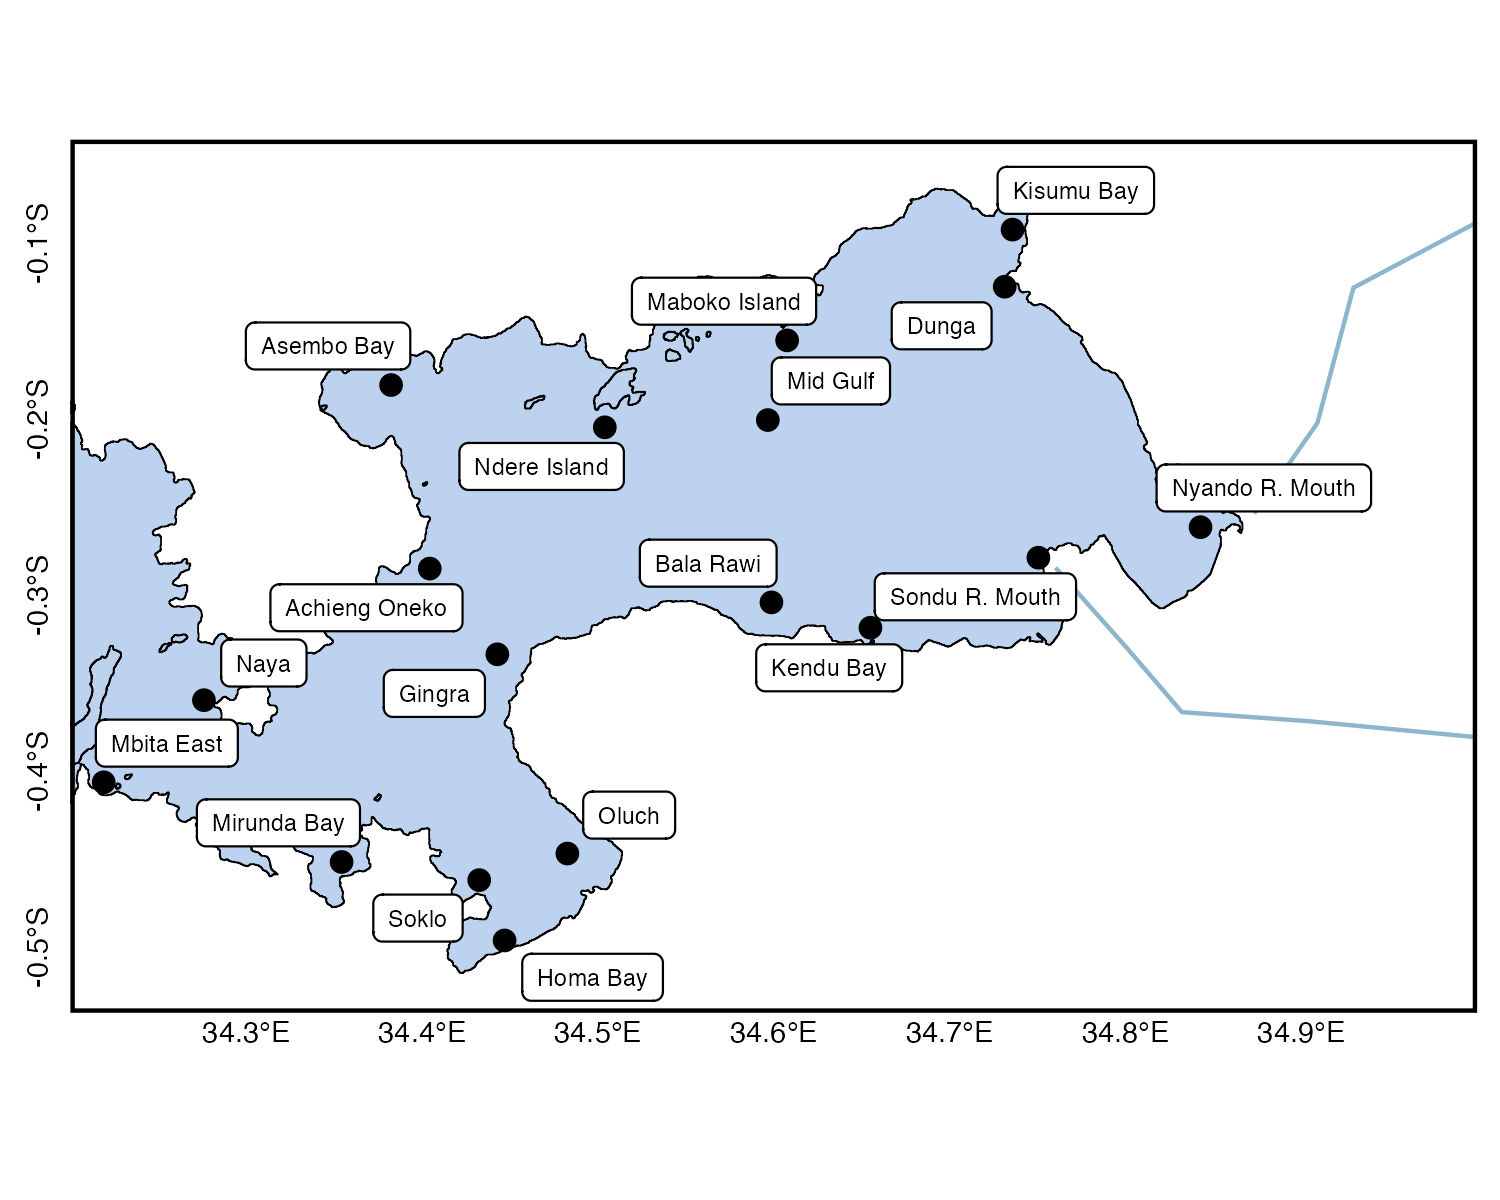 Kisumu Bay
Maboko Island
Dunga
Asembo Bay
Mid Gulf
Ndere Island
Nyando R. Mouth
Bala Rawi
Sondu R. Mouth
Achieng Oneko
Naya
Kendu Bay
Gingra
Mbita East
Oluch
Mirunda Bay
Soklo
Homa Bay
-0.1°S
-0.2°S
-0.3°S
-0.4°S
-0.5°S
34.3°E
34.4°E
34.5°E
34.6°E
34.7°E
34.8°E
34.9°E